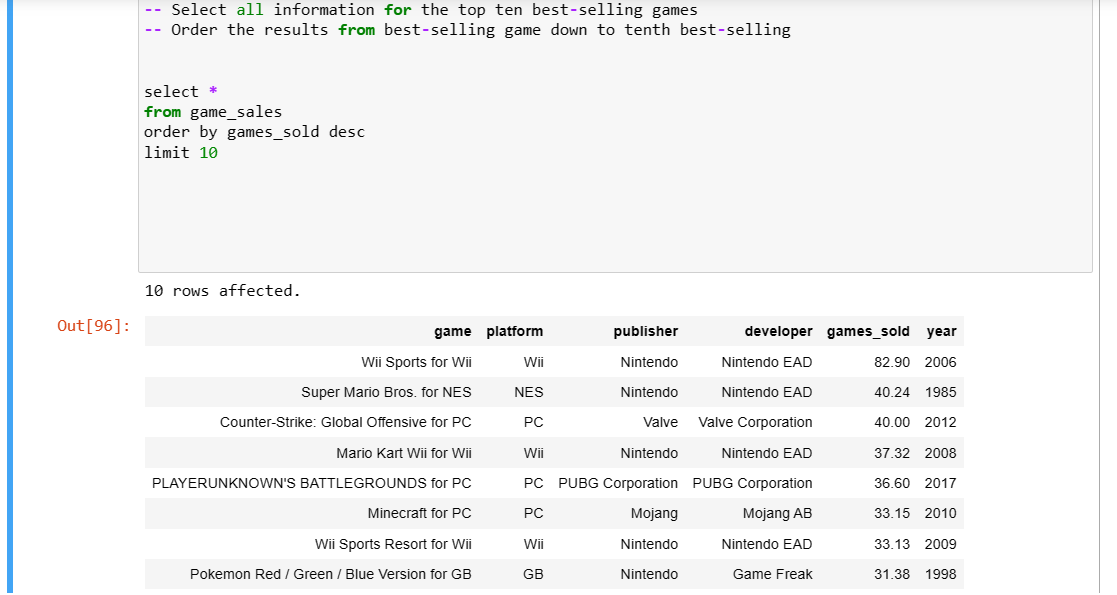 -- Select all information for the top ten best-selling games
-- Order the results from best-selling game down to tenth best-selling
select *
from game_sales
order by games_sold desc
limit 10
10 rows affected.
Out[96]:
game platform publisher developer games_sold year
Wii Sports for Wii Wii Nintendo Nintendo EAD 82.90 2006
Super Mario Bros. for NES NES Nintendo Nintendo EAD 40.24 1985
Counter-Strike: Global Offensive for PC PC Valve Valve Corporation 40.00 2012
Mario Kart Wii for Wii Wii Nintendo Nintendo EAD 37.32 2008
PLAYERUNKNOWN'S BATTLEGROUNDS for PC PC PUBG Corporation PUBG Corporation 36.60 2017
Minecraft for PC PC Mojang Mojang AB 33.15 2010
Wii Sports Resort for Wii Wii Nintendo Nintendo EAD 33.13 2009
Pokemon Red / Green / Blue Version for GB GB Nintendo Game Freak 31.38 1998